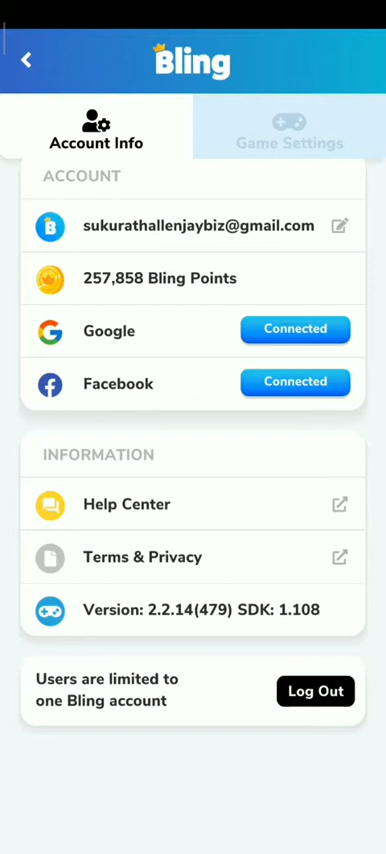 Bling
Account Info
Game Settings
ACCOUNT
sukurathallenjaybiz@gmail.com
257,858 Bling Points
Google
Connected
Facebook
Connected
INFORMATION
Help Center
Terms & Privacy
Version: 2.2.14(479) SDK: 1.108
Users are limited to
one Bling account
Log Out